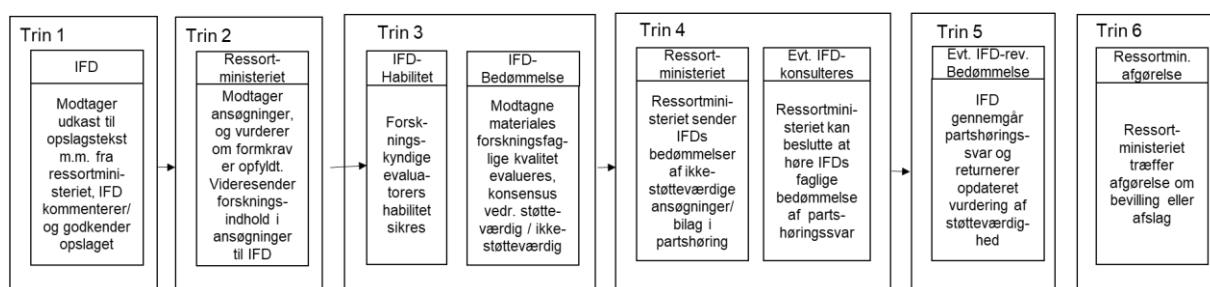 Trin 1
IFD
Modtager
udkast til
opslagstekst
m.m. fra
ressortmini-
steriet, IFD
kommenterer/
og godkender
opslaget
Trin 2
Ressort-
ministeriet
Modtager
ansøgninger,
og vurderer
om formkrav
er opfyldt.
Videresender
forsknings-
indhold i
ansøgninger
til IFD
Trin 3
IFD-
Habilitet
Forsk-
nings-
kyndige
evalua-
torers
habilitet
sikres
IFD-
Bedømmelse
Modtagne
materiales
forskningsfag-
lige kvalitet
evalueres,
konsensus
vedr. støtte-
værdig / ikke-
støtteværdig
Trin 4
Ressort-
ministeriet
Ressortmini-
steriet sender
IFDs
bedømmelser
af ikke-
støtteværdige
ansøgninger/
bilag i
partshøring
Evt. IFD-
konsulteres
Ressortmini-
steriet kan
beslutte at
høre IFDs
faglige
bedømmelse
af parts-
høringssvar
Trin 5
Evt. IFD-rev.
Bedømmelse
IFD
gennemgår
partshørings-
svar og
returnerer
opdateret
vurdering af
støtteværdig-
hed
Trin 6
Ressortmin.
afgørelse
Ressort-
ministeriet
træffer
afgørelse om
bevilling eller
afslag